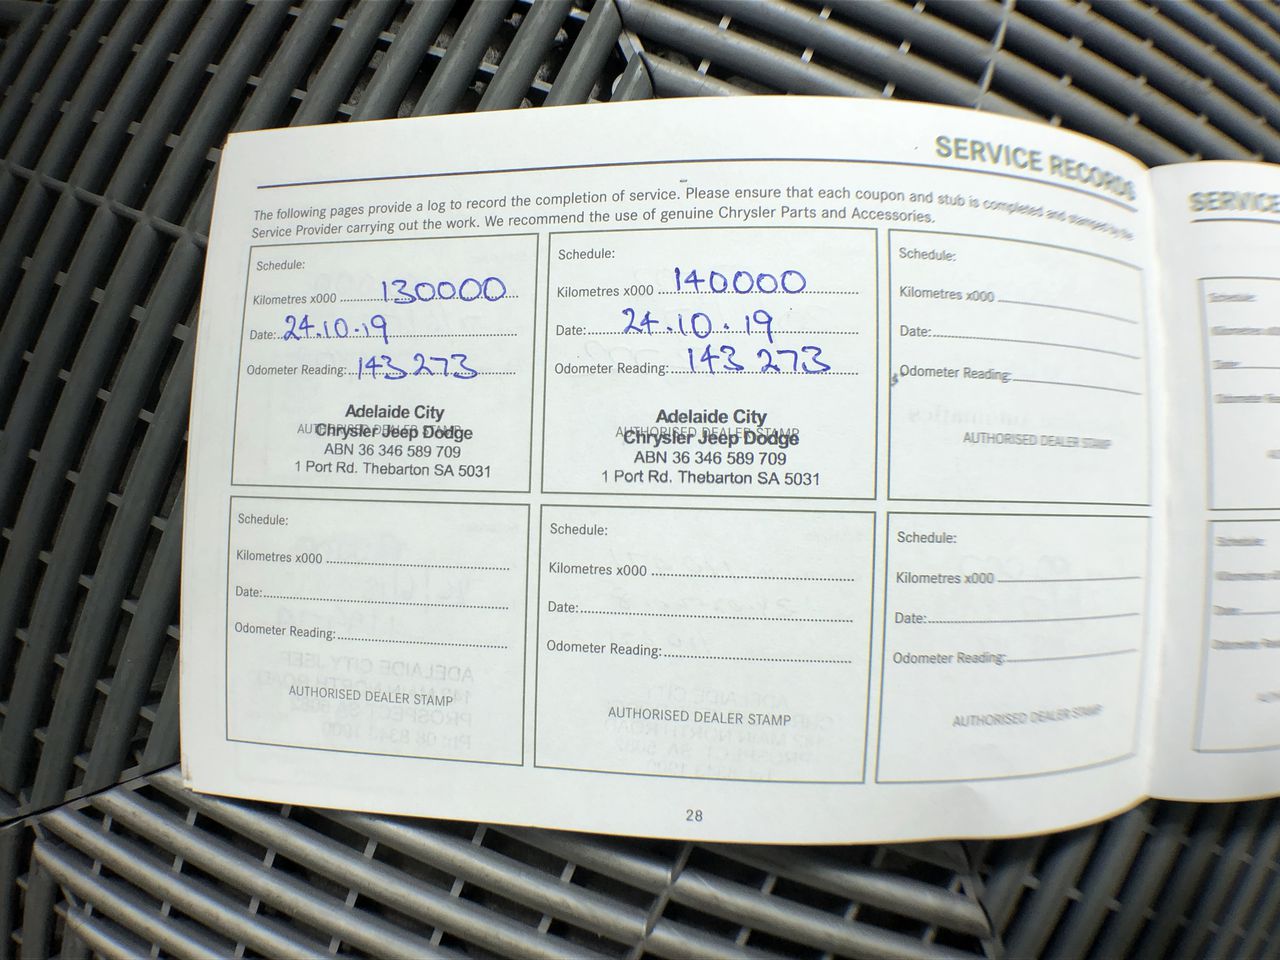 SERVICE RECORDS
The following pages provide a log to record the completion of service. Please ensure that each coupon and stub is completed and stamped by the
Service Provider carrying out the work. We recommend the use of genuine Chrysler Parts and Accessories.
Schedule:
Kilometres x000 130000
Date: 24.10.19
Odometer Reading: 143273
AUTHORISED DEALER STAMP
Adelaide City
Chrysler Jeep Dodge
ABN 36 346 589 709
1 Port Rd. Thebarton SA 5031
Schedule:
Kilometres x000 140000
Date: 24.10.19
Odometer Reading: 143273
AUTHORISED DEALER STAMP
Adelaide City
Chrysler Jeep Dodge
ABN 36 346 589 709
1 Port Rd. Thebarton SA 5031
Schedule:
Kilometres x000
Date:
Odometer Reading:
AUTHORISED DEALER STAMP
Schedule:
Kilometres x000
Date:
Odometer Reading:
AUTHORISED DEALER STAMP
Schedule:
Kilometres x000
Date:
Odometer Reading:
AUTHORISED DEALER STAMP
Schedule:
Kilometres x000
Date:
Odometer Reading:
AUTHORISED DEALER STAMP
28
SERVICE
Schedule:
Date:
Schedule:
Date: